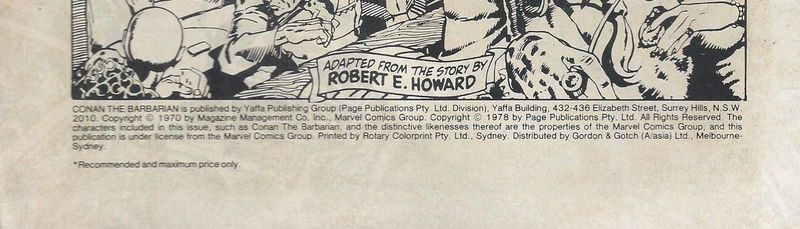 ADAPTED FROM THE STORY BY
ROBERT E. HOWARD
CONAN THE BARBARIAN is published by Yaffa Publishing Group (Page Publications Pty. Ltd. Division), Yaffa Building, 432-436 Elizabeth Street, Surrey Hills, N.S.W.
2010. Copyright © 1970 by Magazine Management Co. Inc., Marvel Comics Group. Copyright © 1978 by Page Publications Pty. Ltd. All Rights Reserved. The
characters included in this issue, such as Conan The Barbarian, and the distinctive likenesses thereof are the properties of the Marvel Comics Group, and this
publication is under license from the Marvel Comics Group. Printed by Rotary Colorprint Pty. Ltd., Sydney. Distributed by Gordon & Gotch (A/asia) Ltd., Melbourne-
Sydney.
*Recommended and maximum price only.